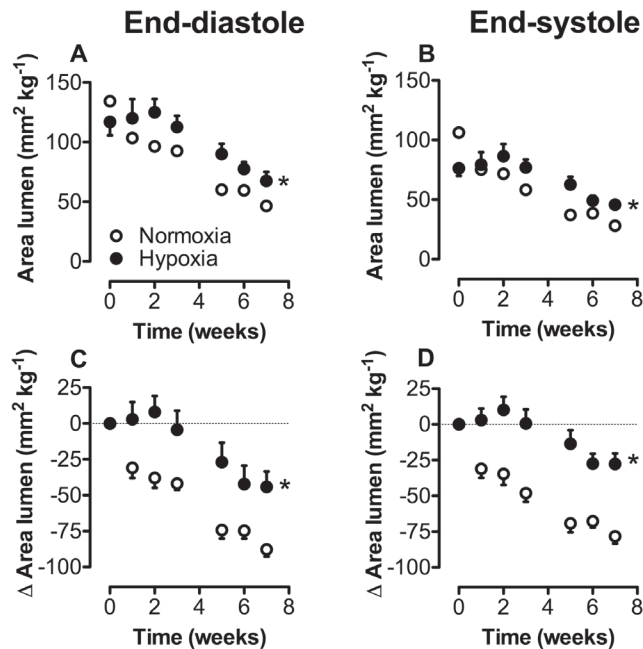 End-diastole
End-systole
A
Area lumen (mm² kg⁻¹)
150
100
50
0
*
Normoxia
Hypoxia
0 2 4 6 8
Time (weeks)
B
Area lumen (mm² kg⁻¹)
150
100
50
0
*
0 2 4 6 8
Time (weeks)
C
Δ Area lumen (mm² kg⁻¹)
25
0
-25
-50
-75
-100
*
0 2 4 6 8
Time (weeks)
D
Δ Area lumen (mm² kg⁻¹)
25
0
-25
-50
-75
-100
*
0 2 4 6 8
Time (weeks)